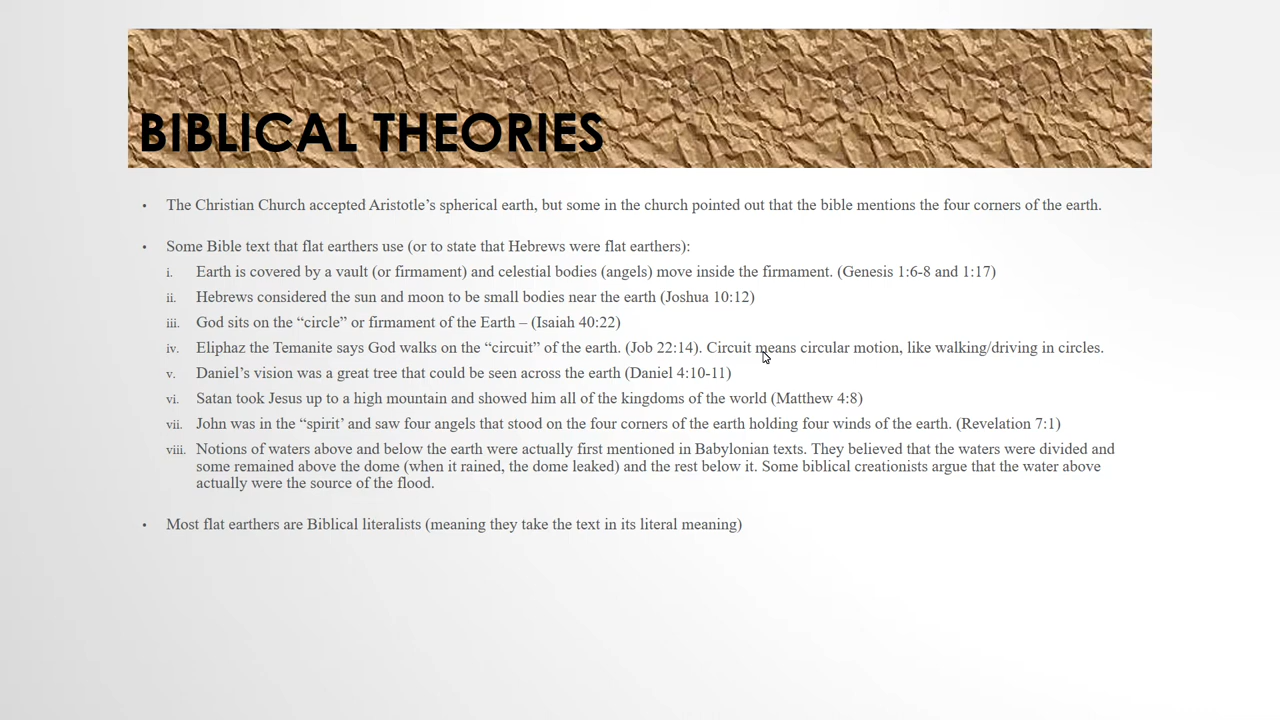 BIBLICAL THEORIES
• The Christian Church accepted Aristotle’s spherical earth, but some in the church pointed out that the bible mentions the four corners of the earth.
• Some Bible text that flat earthers use (or to state that Hebrews were flat earthers):
i. Earth is covered by a vault (or firmament) and celestial bodies (angels) move inside the firmament. (Genesis 1:6-8 and 1:17)
ii. Hebrews considered the sun and moon to be small bodies near the earth (Joshua 10:12)
iii. God sits on the “circle” or firmament of the Earth – (Isaiah 40:22)
iv. Eliphaz the Temanite says God walks on the “circuit” of the earth. (Job 22:14). Circuit means circular motion, like walking/driving in circles.
v. Daniel’s vision was a great tree that could be seen across the earth (Daniel 4:10-11)
vi. Satan took Jesus up to a high mountain and showed him all of the kingdoms of the world (Matthew 4:8)
vii. John was in the “spirit’ and saw four angels that stood on the four corners of the earth holding four winds of the earth. (Revelation 7:1)
viii. Notions of waters above and below the earth were actually first mentioned in Babylonian texts. They believed that the waters were divided and
some remained above the dome (when it rained, the dome leaked) and the rest below it. Some biblical creationists argue that the water above
actually were the source of the flood.
• Most flat earthers are Biblical literalists (meaning they take the text in its literal meaning)